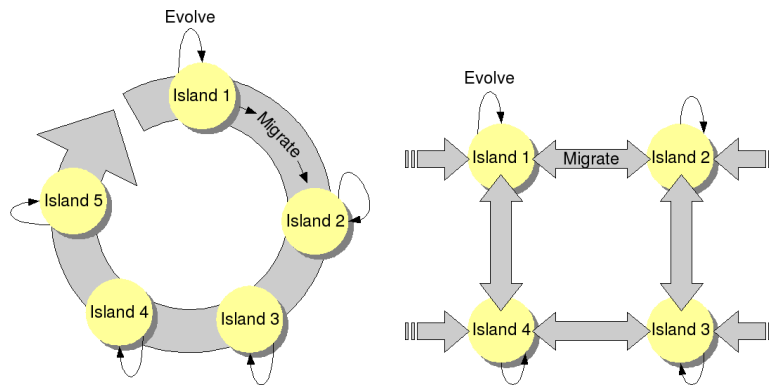 Evolve
Island 1
Migrate
Island 2
Island 3
Island 4
Island 5
Evolve
Island 1
Migrate
Island 2
Island 4
Island 3